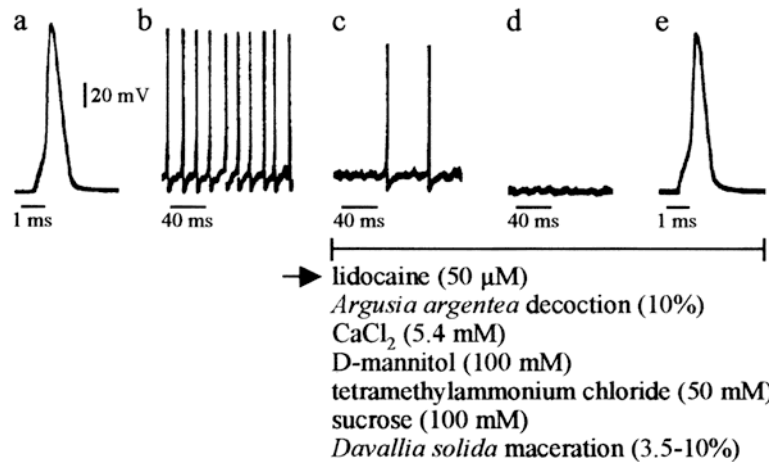 a b c d e
20 mV
1 ms 40 ms 40 ms 40 ms 1 ms
lidocaine (50 µM)
Argusia argentea decoction (10%)
CaCl₂ (5.4 mM)
D-mannitol (100 mM)
tetramethylammonium chloride (50 mM)
sucrose (100 mM)
Davallia solida maceration (3.5-10%)